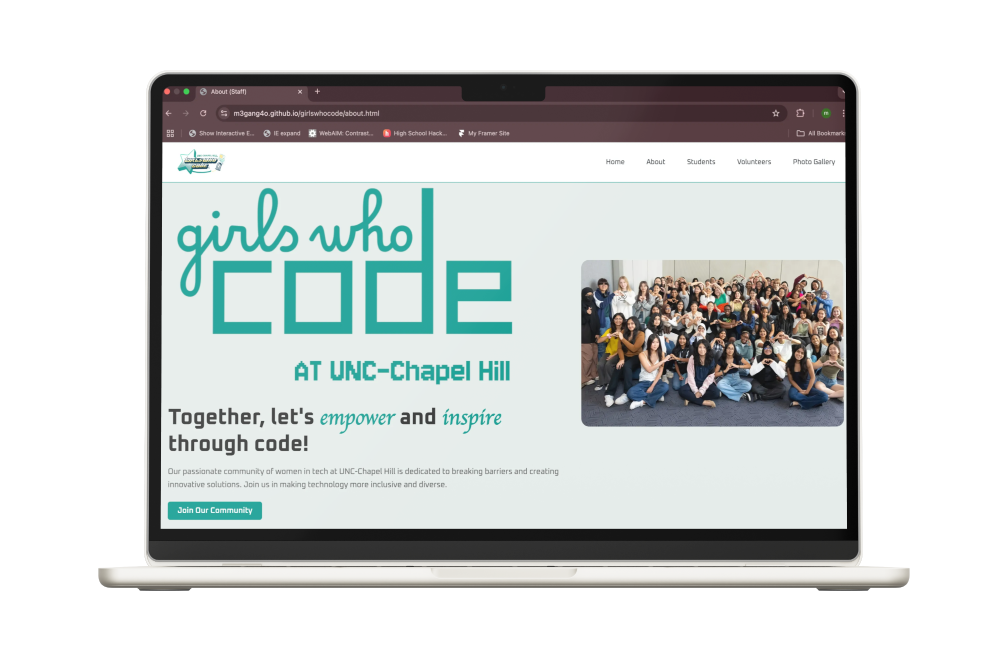 About (Staff)
m3gang4o.github.io/girlswhocode/about.html
Show Interactive E...
IE expand
WebAIM: Contrast...
High School Hack...
My Framer Site
All Bookmark
Home
About
Students
Volunteers
Photo Gallery
girls who
code
AT UNC-Chapel Hill
Together, let's empower and inspire
through code!
Our passionate community of women in tech at UNC-Chapel Hill is dedicated to breaking barriers and creating
innovative solutions. Join us in making technology more inclusive and diverse.
Join Our Community